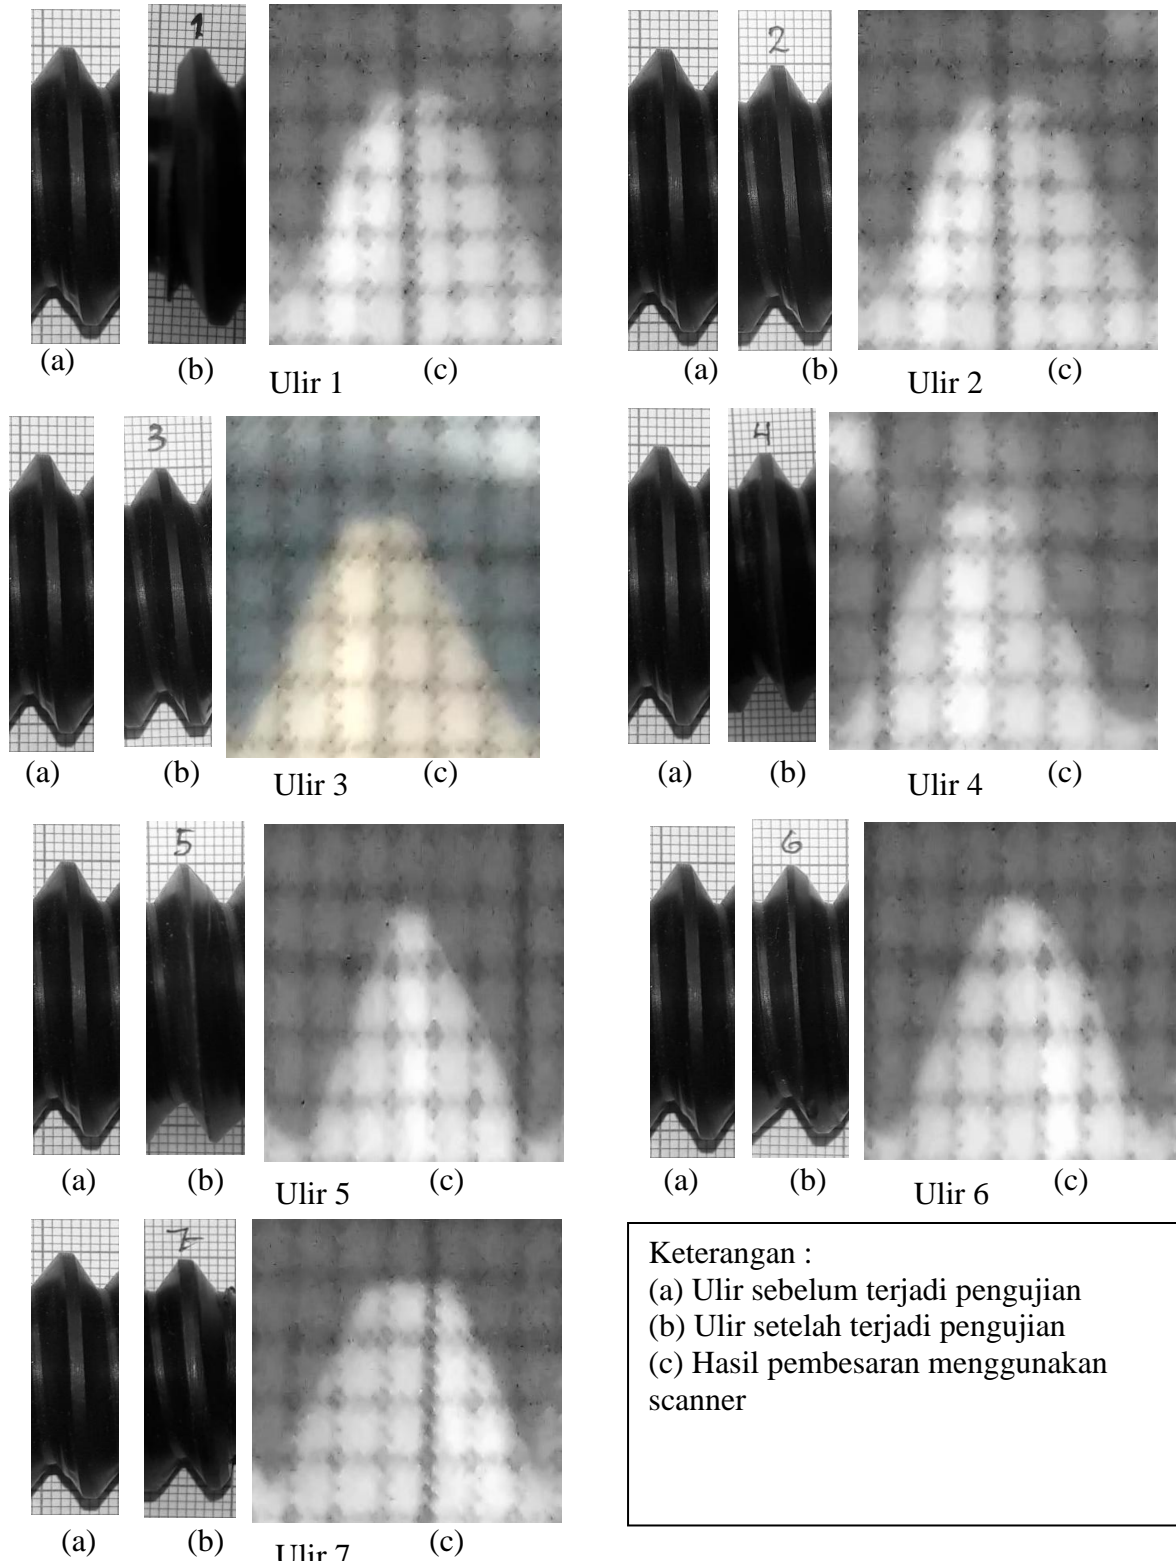 1
(a) (b) (c)
Ulir 1
2
(a) (b) (c)
Ulir 2
3
(a) (b) (c)
Ulir 3
4
(a) (b) (c)
Ulir 4
5
(a) (b) (c)
Ulir 5
6
(a) (b) (c)
Ulir 6
7
(a) (b) (c)
Ulir 7
Keterangan :
(a) Ulir sebelum terjadi pengujian
(b) Ulir setelah terjadi pengujian
(c) Hasil pembesaran menggunakan
scanner